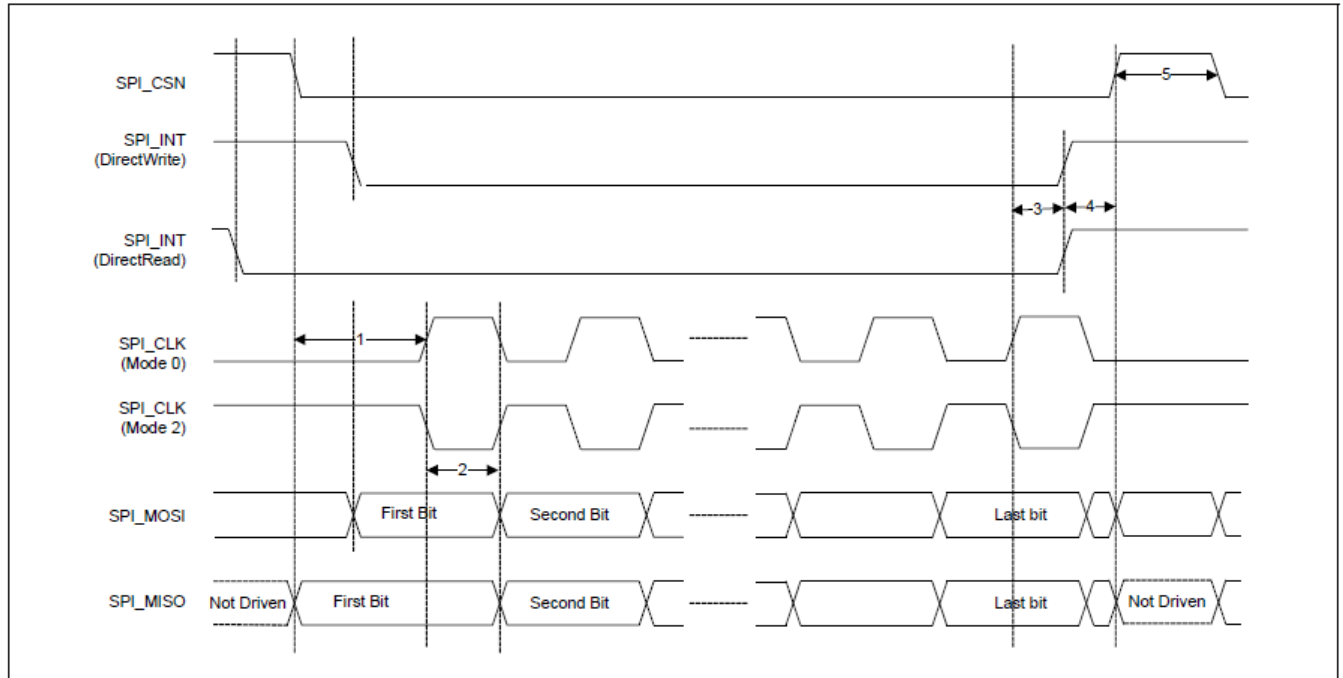 SPI_CSN
5
SPI_INT
(DirectWrite)
3
4
SPI_INT
(DirectRead)
1
SPI_CLK
(Mode 0)
SPI_CLK
(Mode 2)
2
SPI_MOSI
First Bit
Second Bit
Last bit
SPI_MISO
Not Driven
First Bit
Second Bit
Last bit
Not Driven